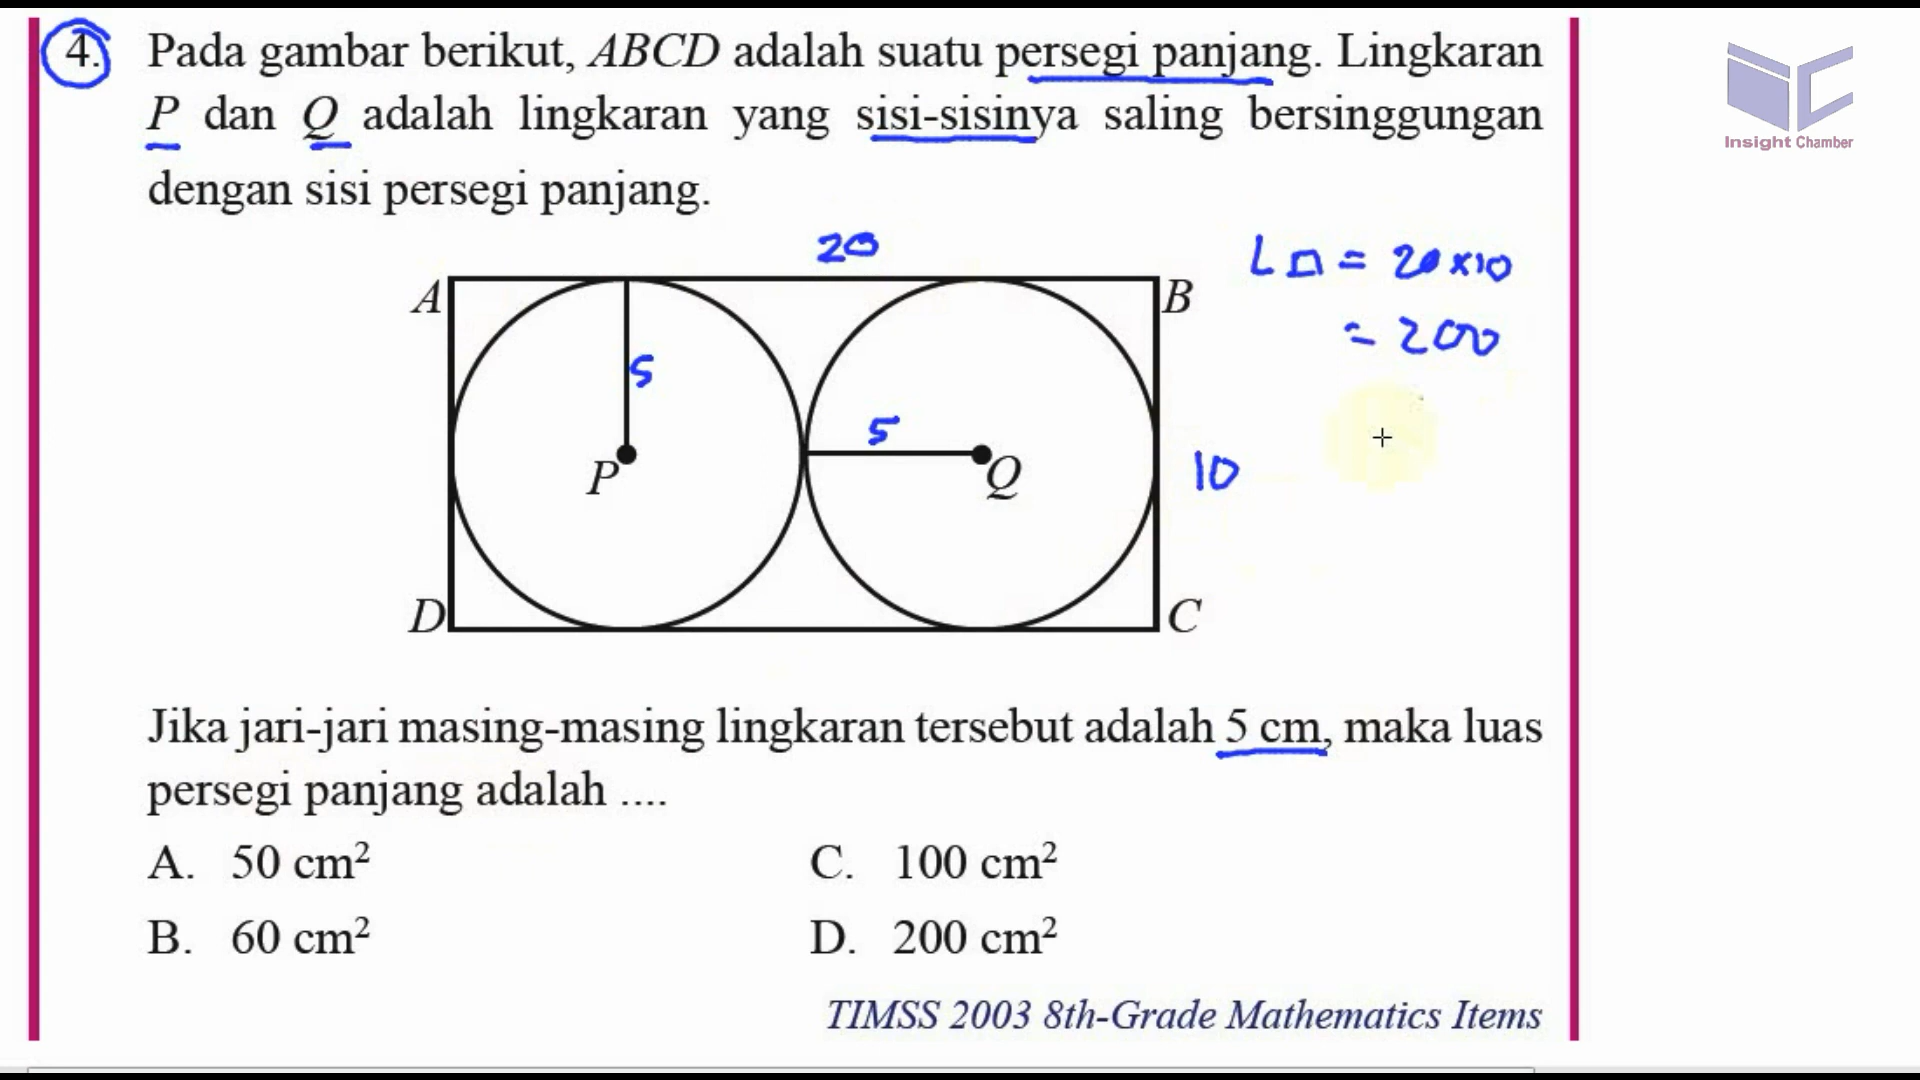 4. Pada gambar berikut, ABCD adalah suatu persegi panjang. Lingkaran
P dan Q adalah lingkaran yang sisi-sisinya saling bersinggungan
dengan sisi persegi panjang.
Insight Chamber
20
L □ = 20 × 10
= 200
A
B
5
5
P
Q
10
D
C
Jika jari-jari masing-masing lingkaran tersebut adalah 5 cm, maka luas
persegi panjang adalah ....
A. 50 cm²
C. 100 cm²
B. 60 cm²
D. 200 cm²
TIMSS 2003 8th-Grade Mathematics Items